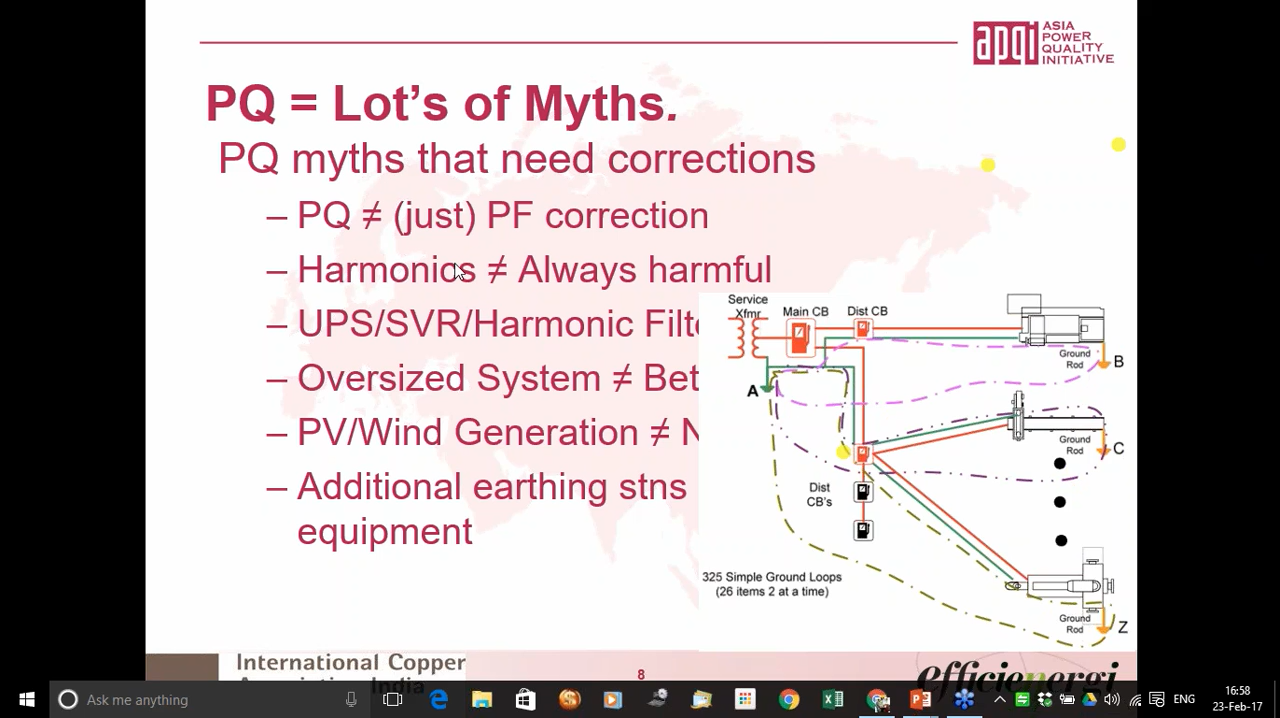 apqi ASIA
POWER
QUALITY
INITIATIVE
PQ = Lot's of Myths.
PQ myths that need corrections
– PQ ≠ (just) PF correction
– Harmonics ≠ Always harmful
– UPS/SVR/Harmonic
– Oversized System ≠
– PV/Wind Generation ≠
– Additional earthing stns
equipment
Service
Xfmr
Main CB
Dist CB
Ground
Rod
B
A
Ground
Rod
C
Dist
CB's
325 Simple Ground Loops
(26 items 2 at a time)
Ground
Rod
Z
International Copper
8
efficienergi
Ask me anything
ENG
16:58
23-Feb-17